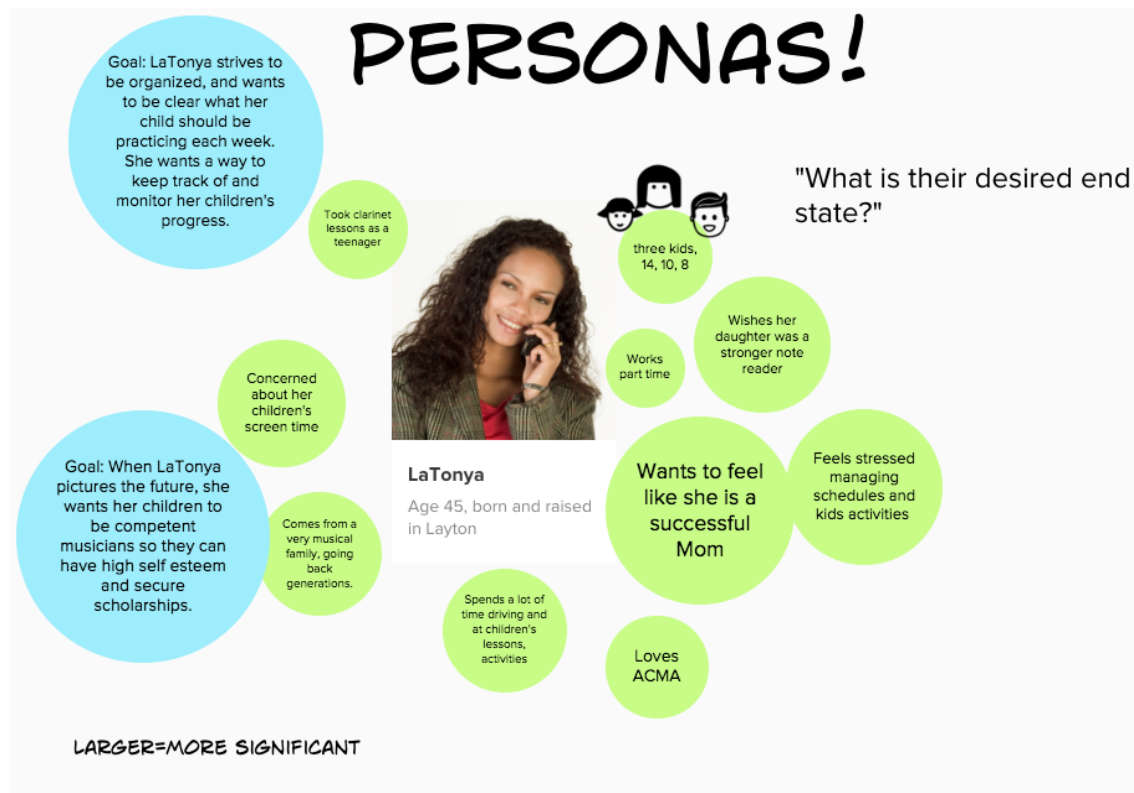 PERSONAS!
Goal: LaTonya strives to
be organized, and wants
to be clear what her
child should be
practicing each week.
She wants a way to
keep track of and
monitor her children's
progress.
"What is their desired end
state?"
Took clarinet
lessons as a
teenager
three kids,
14, 10, 8
Wishes her
daughter was a
stronger note
reader
Works
part time
Concerned
about her
children's
screen time
Goal: When LaTonya
pictures the future, she
wants her children to
be competent
musicians so they can
have high self esteem
and secure
scholarships.
Comes from a
very musical
family, going
back
generations.
LaTonya
Age 45, born and raised
in Layton
Wants to feel
like she is a
successful
Mom
Feels stressed
managing
schedules and
kids activities
Spends a lot of
time driving and
at children's
lessons,
activities
Loves
ACMA
LARGER=MORE SIGNIFICANT